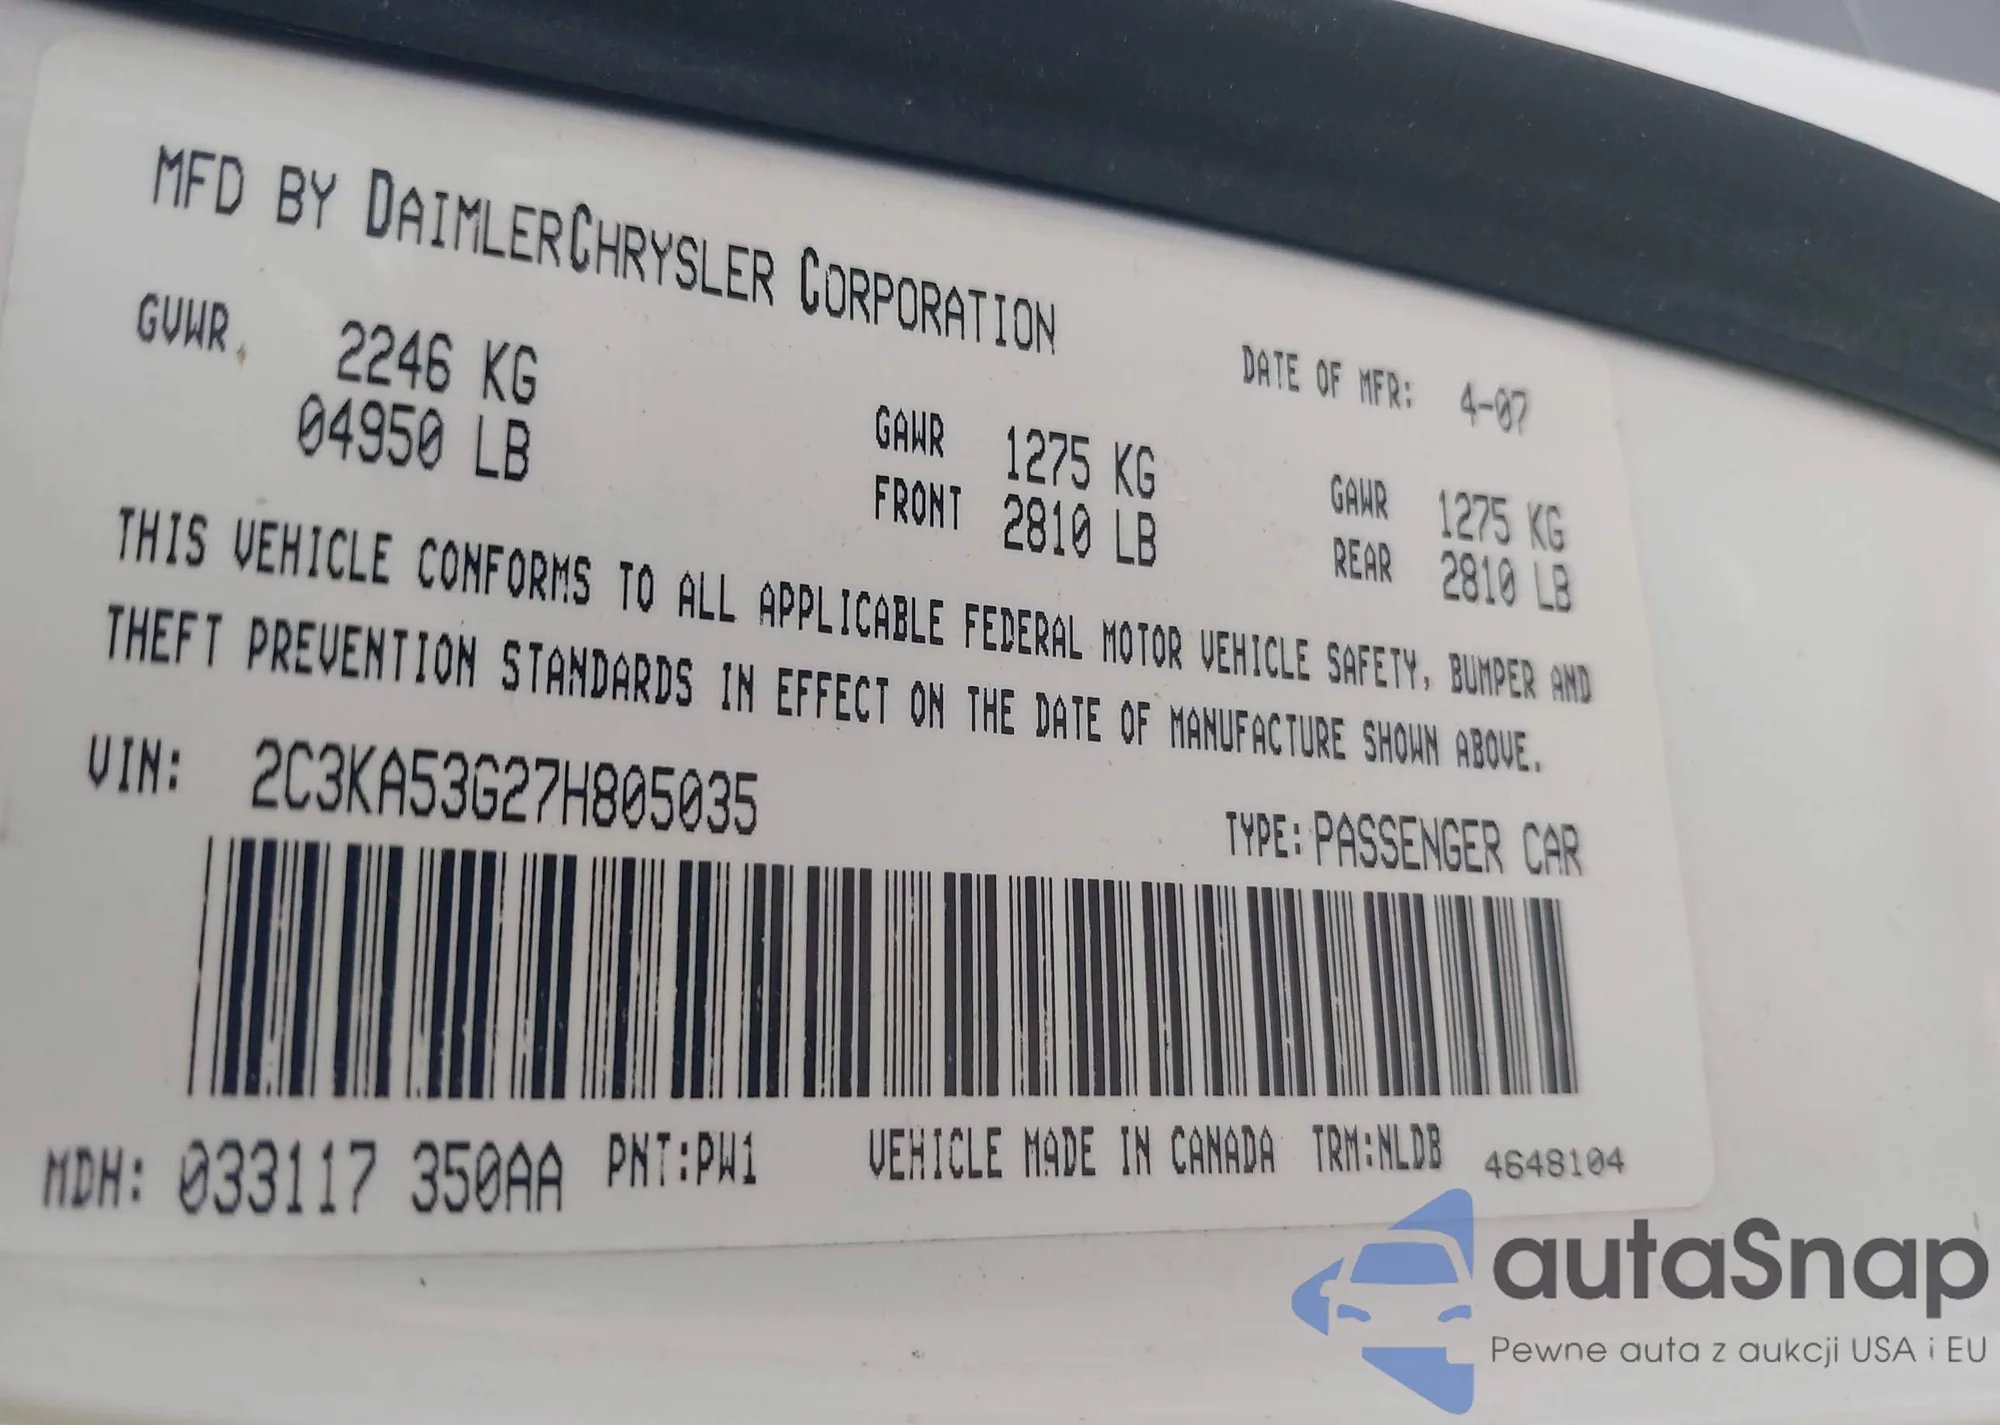 MFD BY DAIMLERCHRYSLER CORPORATION
DATE OF MFR: 4-07
GVWR 2246 KG
04950 LB
GAWR FRONT 1275 KG
2810 LB
GAWR REAR 1275 KG
2810 LB
THIS VEHICLE CONFORMS TO ALL APPLICABLE FEDERAL MOTOR VEHICLE SAFETY, BUMPER AND
THEFT PREVENTION STANDARDS IN EFFECT ON THE DATE OF MANUFACTURE SHOWN ABOVE.
VIN: 2C3KA53G27H805035
TYPE: PASSENGER CAR
MDH: 033117 350AA PNT:PW1 VEHICLE MADE IN CANADA TRM:NLDB 4648104
autaSnap
Pewne auta z aukcji USA i EU